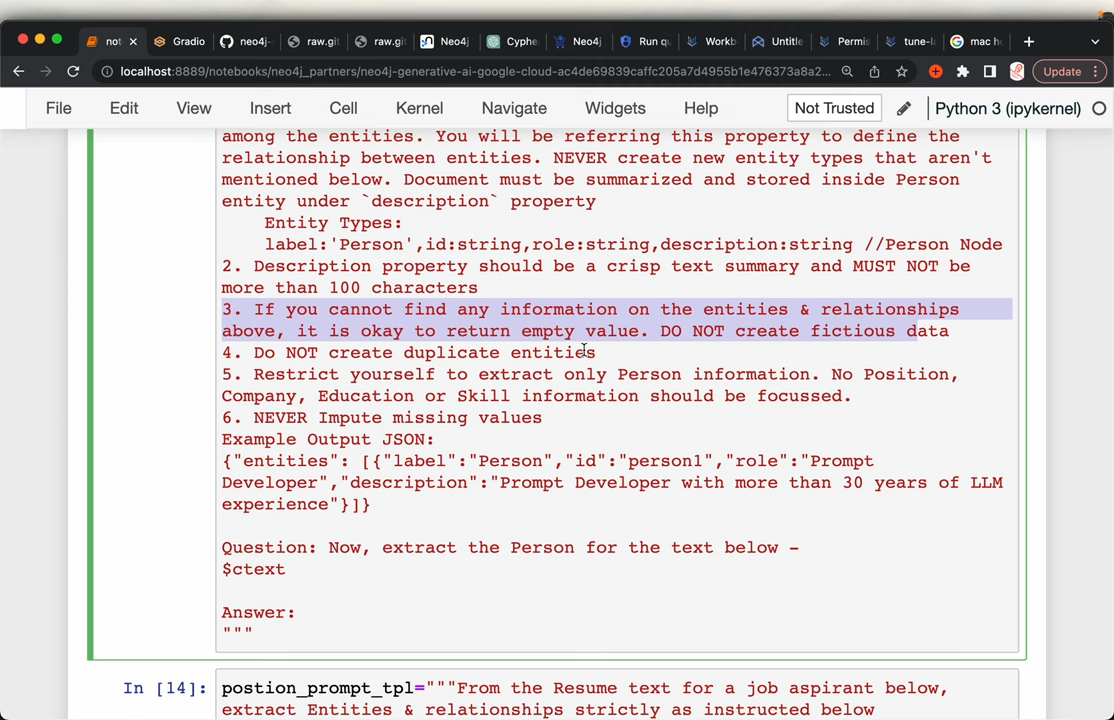 not
Gradio
neo4j-
raw.git
raw.git
Neo4j
Cyphe
Neo4j
Run qu
Workb
Untitle
Permis
tune-l
mac h
localhost:8889/notebooks/neo4j_partners/neo4j-generative-ai-google-cloud-ac4de69839caffc205a7d4955b1e476373a8a2...
Update
File Edit View Insert Cell Kernel Navigate Widgets Help Not Trusted Python 3 (ipykernel)
among the entities. You will be referring this property to define the
relationship between entities. NEVER create new entity types that aren't
mentioned below. Document must be summarized and stored inside Person
entity under `description` property
Entity Types:
label:'Person',id:string,role:string,description:string //Person Node
2. Description property should be a crisp text summary and MUST NOT be
more than 100 characters
3. If you cannot find any information on the entities & relationships
above, it is okay to return empty value. DO NOT create fictious data
4. Do NOT create duplicate entities
5. Restrict yourself to extract only Person information. No Position,
Company, Education or Skill information should be focussed.
6. NEVER Impute missing values
Example Output JSON:
{"entities": [{"label":"Person","id":"person1","role":"Prompt
Developer","description":"Prompt Developer with more than 30 years of LLM
experience"}]}
Question: Now, extract the Person for the text below -
$ctext
Answer:
"""
In [14]: postion_prompt_tpl="""From the Resume text for a job aspirant below,
extract Entities & relationships strictly as instructed below